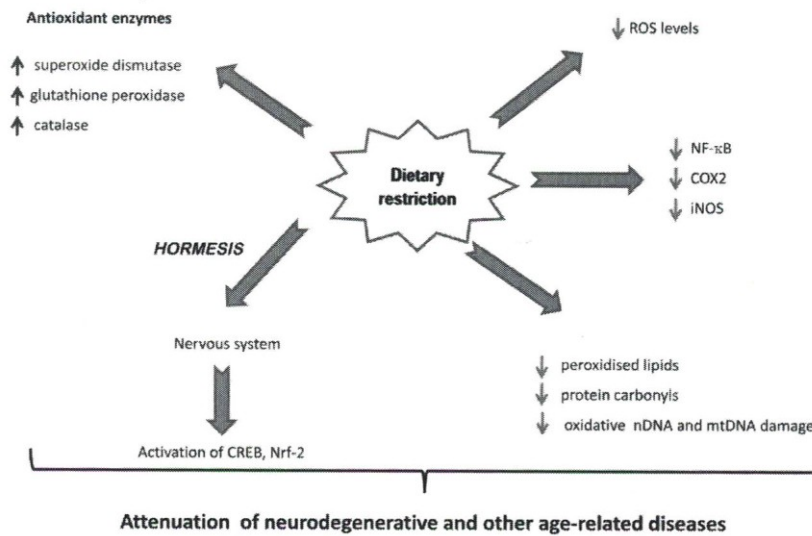 Antioxidant enzymes
↑ superoxide dismutase
↑ glutathione peroxidase
↑ catalase
↓ ROS levels
Dietary
restriction
↓ NF-κB
↓ COX2
↓ iNOS
HORMESIS
Nervous system
Activation of CREB, Nrf-2
↓ peroxidised lipids
↓ protein carbonyls
↓ oxidative nDNA and mtDNA damage
Attenuation of neurodegenerative and other age-related diseases